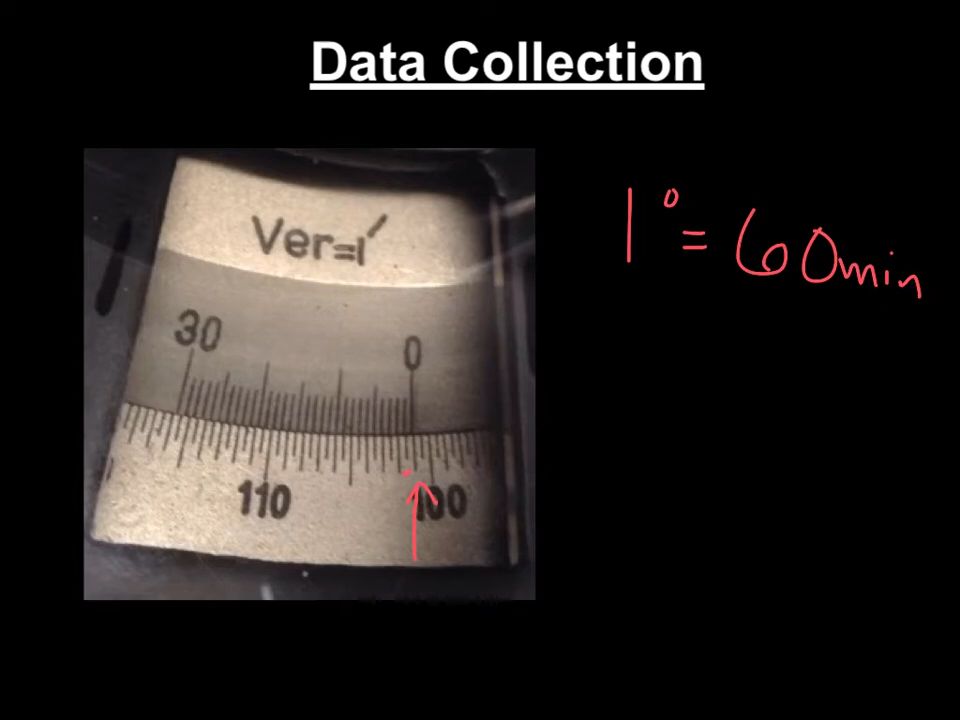 Data Collection
Ver=1′
1° = 60min
30 0
110 100